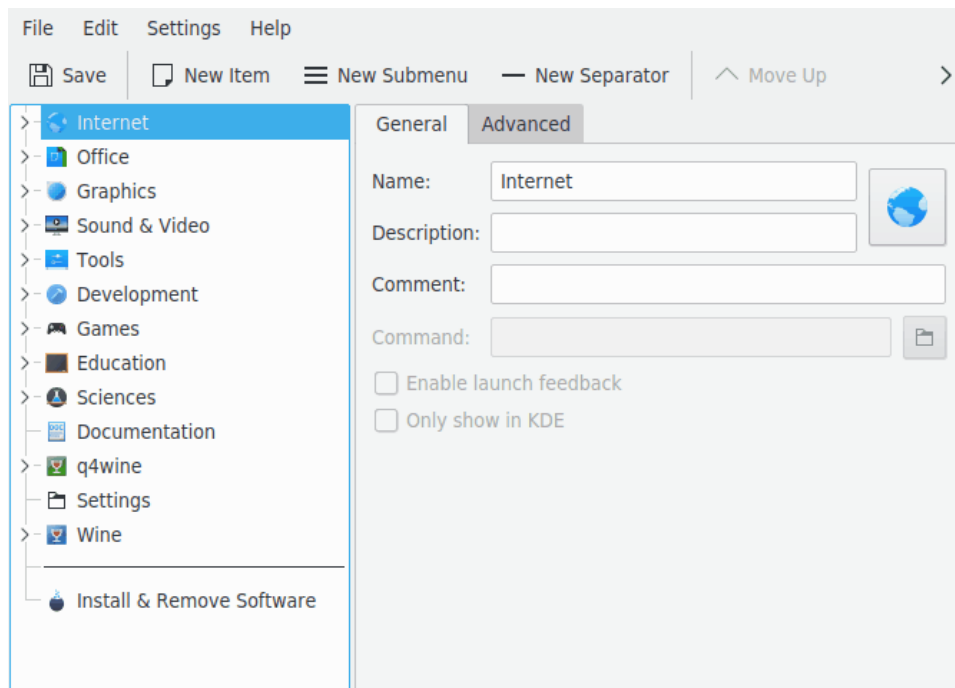 File Edit Settings Help
Save New Item New Submenu New Separator Move Up
Internet
Office
Graphics
Sound & Video
Tools
Development
Games
Education
Sciences
Documentation
q4wine
Settings
Wine
Install & Remove Software
General Advanced
Name: Internet
Description:
Comment:
Command:
Enable launch feedback
Only show in KDE